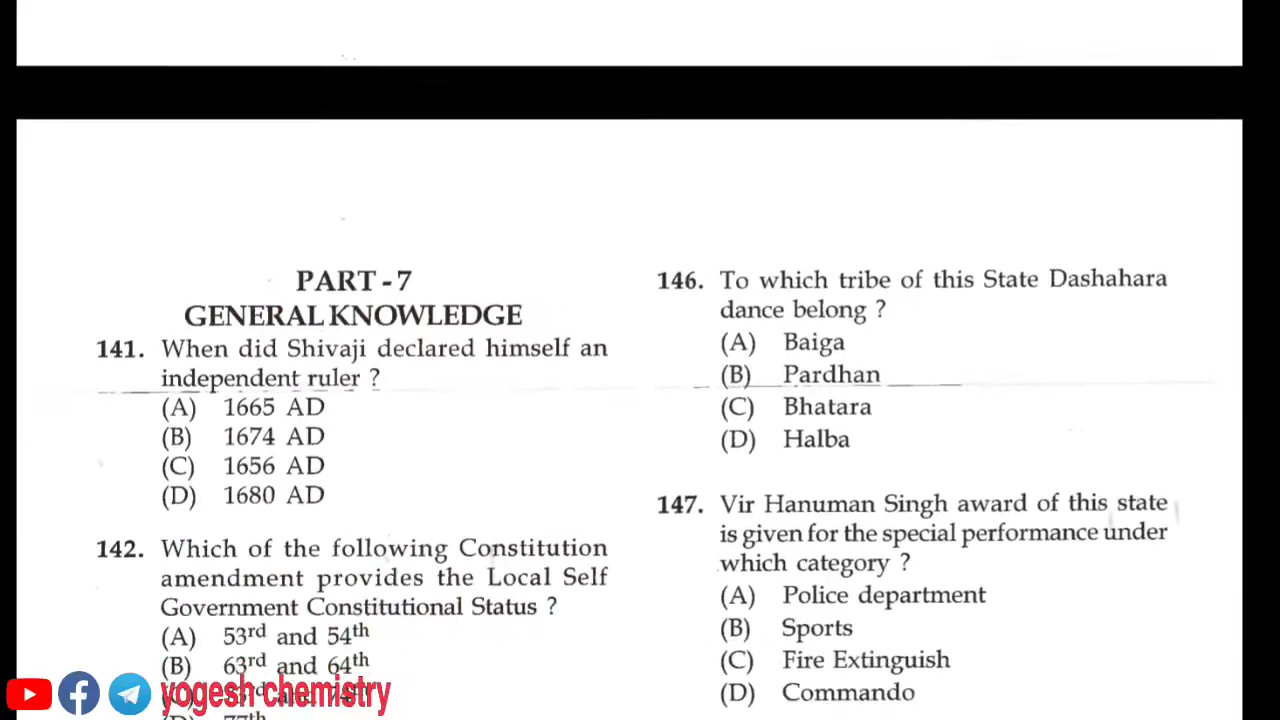 PART - 7
GENERAL KNOWLEDGE
141. When did Shivaji declared himself an
independent ruler ?
(A) 1665 AD
(B) 1674 AD
(C) 1656 AD
(D) 1680 AD
142. Which of the following Constitution
amendment provides the Local Self
Government Constitutional Status ?
(A) 53rd and 54th
(B) 63rd and 64th
yogesh chemistry
146. To which tribe of this State Dashahara
dance belong ?
(A) Baiga
(B) Pardhan
(C) Bhatara
(D) Halba
147. Vir Hanuman Singh award of this state
is given for the special performance under
which category ?
(A) Police department
(B) Sports
(C) Fire Extinguish
(D) Commando